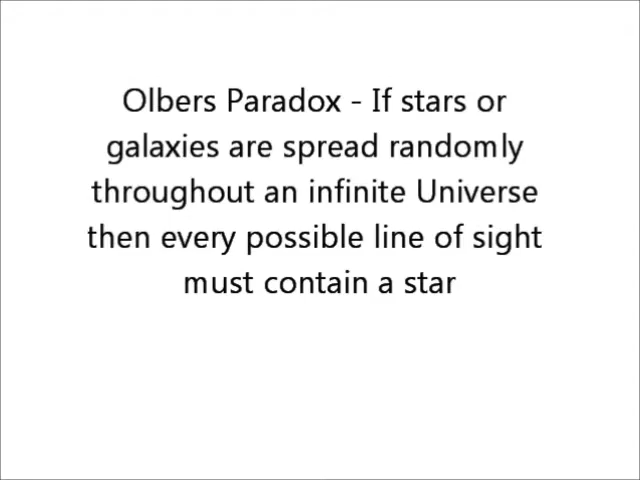 Olbers Paradox - If stars or
galaxies are spread randomly
throughout an infinite Universe
then every possible line of sight
must contain a star